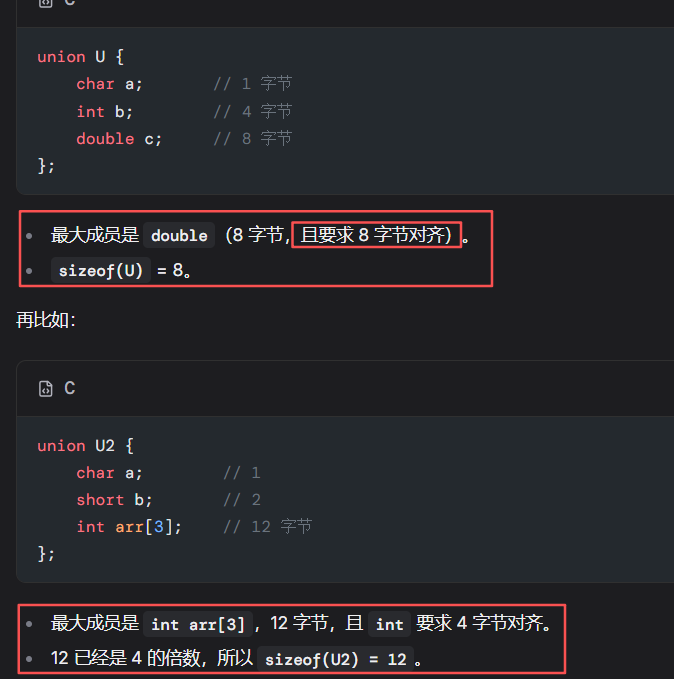 C
union U {
    char a;         // 1 字节
    int b;          // 4 字节
    double c;       // 8 字节
};
最大成员是 double（8 字节，且要求 8 字节对齐）。
sizeof(U) = 8。
再比如：
C
union U2 {
    char a;         // 1
    short b;        // 2
    int arr[3];     // 12 字节
};
最大成员是 int arr[3]，12 字节，且 int 要求 4 字节对齐。
12 已经是 4 的倍数，所以 sizeof(U2) = 12。